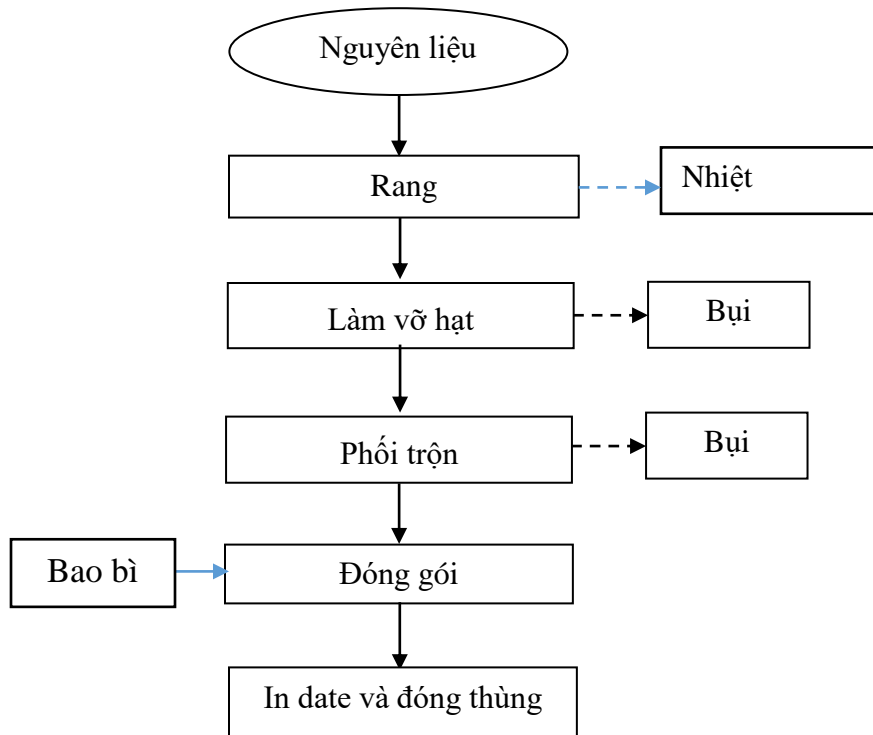 Nguyên liệu
Rang
Nhiệt
Làm vỡ hạt
Bụi
Phối trộn
Bụi
Bao bì
Đóng gói
In date và đóng thùng